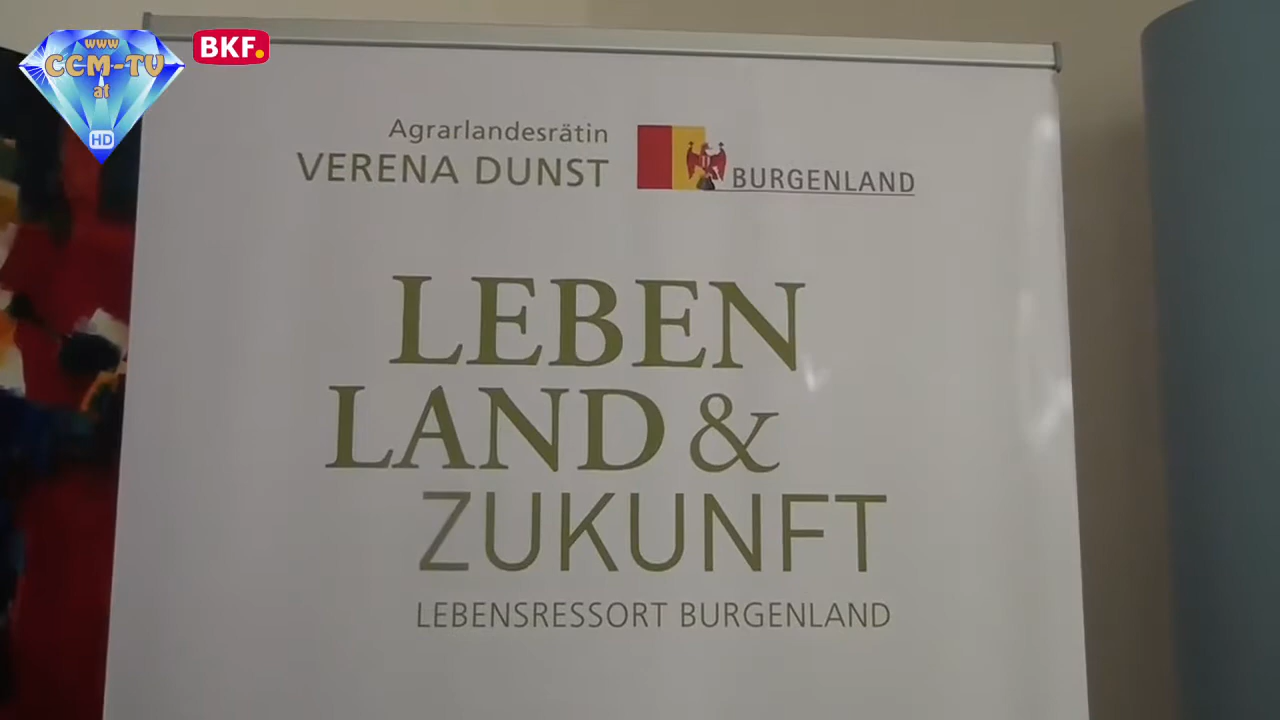 www
CCM-TV
at
HD
BKF.
Agrarlandesrätin
VERENA DUNST
BURGENLAND
LEBEN
LAND &
ZUKUNFT
LEBENSRESSORT BURGENLAND